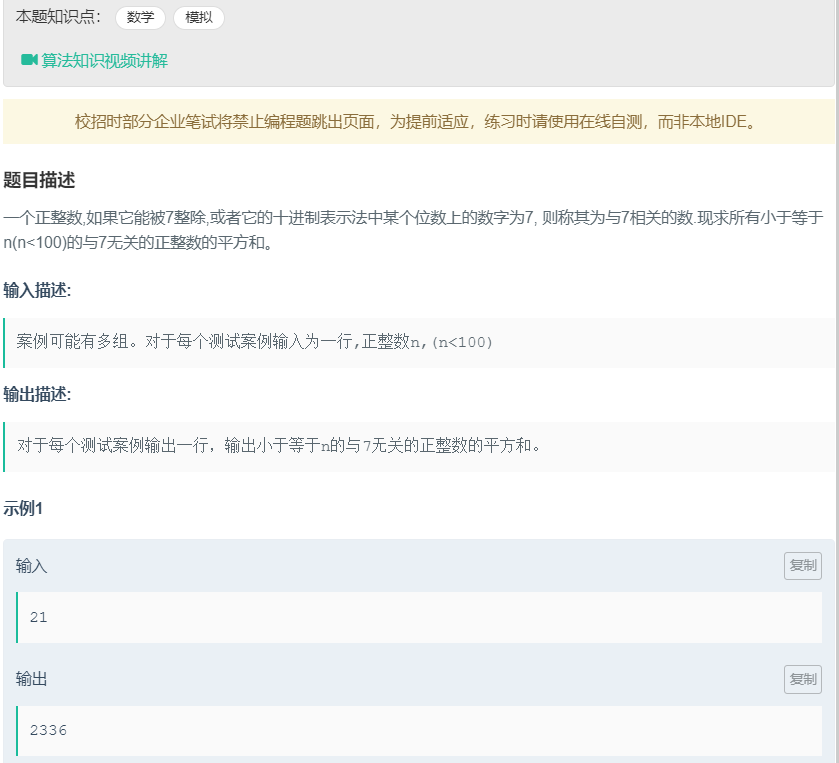 本题知识点： 数学 模拟
算法知识视频讲解
校招时部分企业笔试将禁止编程题跳出页面，为提前适应，练习时请使用在线自测，而非本地IDE。
题目描述
一个正整数,如果它能被7整除,或者它的十进制表示法中某个位数上的数字为7, 则称其为与7相关的数.现求所有小于等于
n(n<100)的与7无关的正整数的平方和。
输入描述:
案例可能有多组。对于每个测试案例输入为一行,正整数n,(n<100)
输出描述:
对于每个测试案例输出一行，输出小于等于n的与7无关的正整数的平方和。
示例1
输入 复制
21
输出 复制
2336